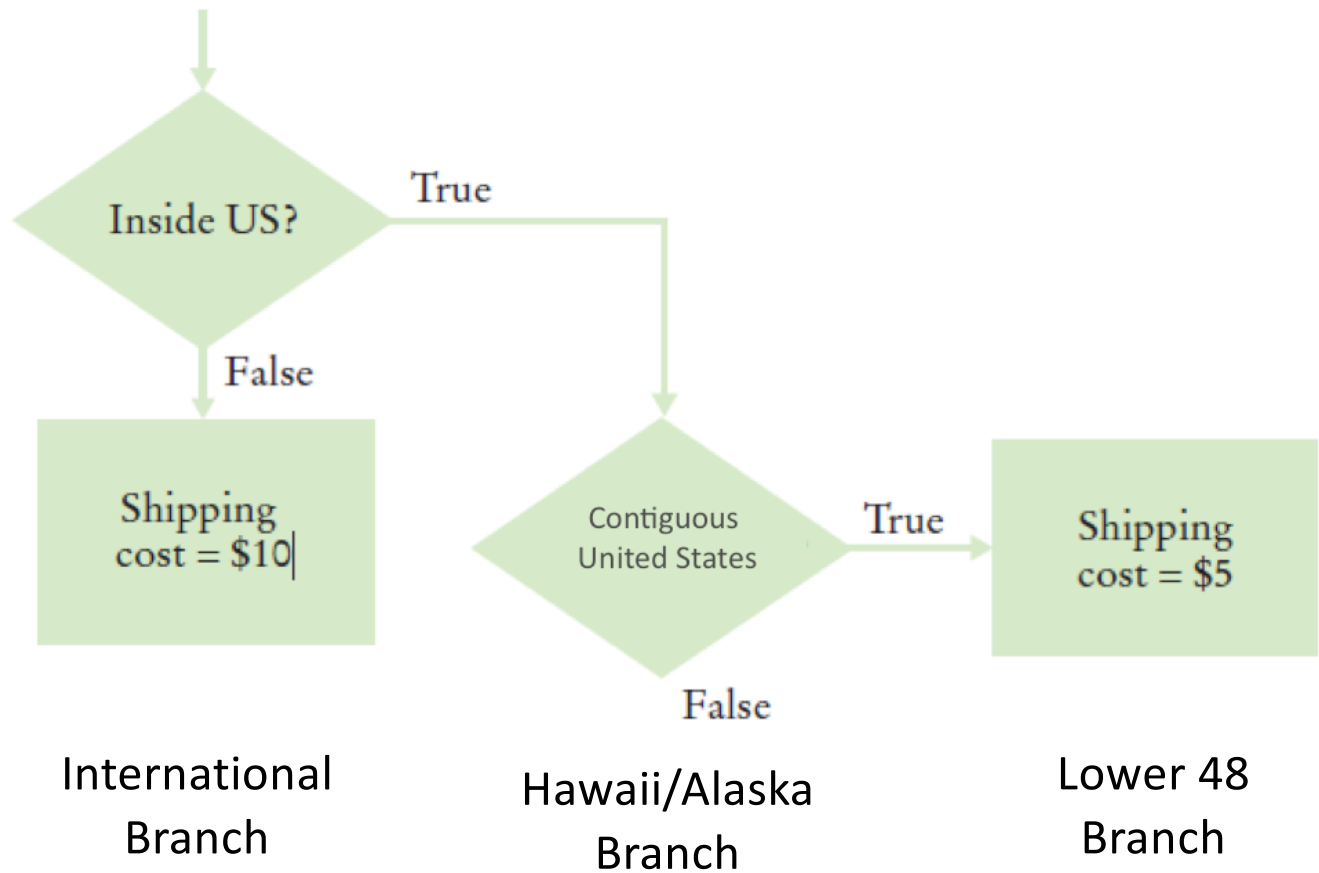 True
Inside US?
False
Shipping
cost = $10
Contiguous
United States
True
Shipping
cost = $5
False
International
Branch
Hawaii/Alaska
Branch
Lower 48
Branch